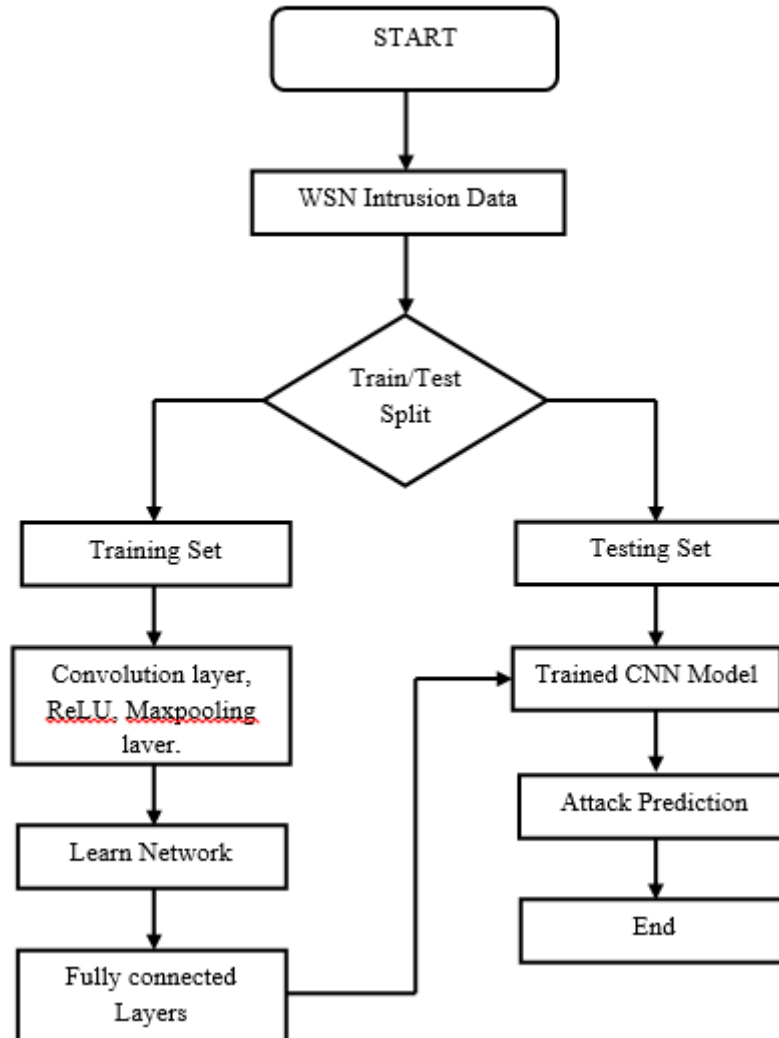 START
WSN Intrusion Data
Train/Test
Split
Training Set
Convolution layer,
ReLU, Maxpooling
layer.
Learn Network
Fully connected
Layers
Testing Set
Trained CNN Model
Attack Prediction
End